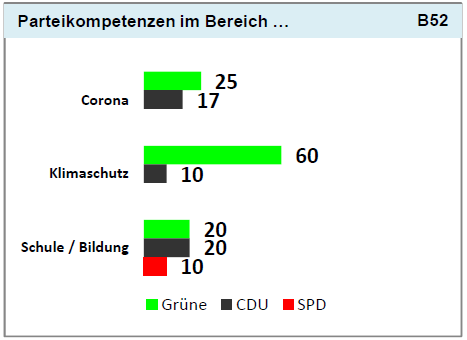 Parteikompetenzen im Bereich … B52
Corona 25
17
Klimaschutz 60
10
Schule / Bildung 20
20
10
Grüne CDU SPD